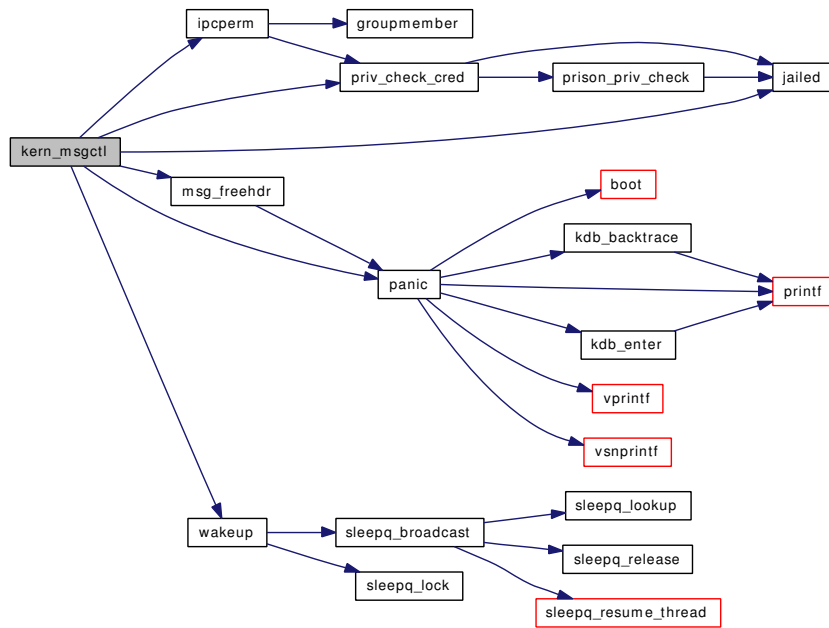 ipcperm
groupmember
priv_check_cred
prison_priv_check
jailed
kern_msgctl
msg_freehdr
boot
kdb_backtrace
panic
printf
kdb_enter
vprintf
vsnprintf
wakeup
sleepq_broadcast
sleepq_lookup
sleepq_release
sleepq_lock
sleepq_resume_thread